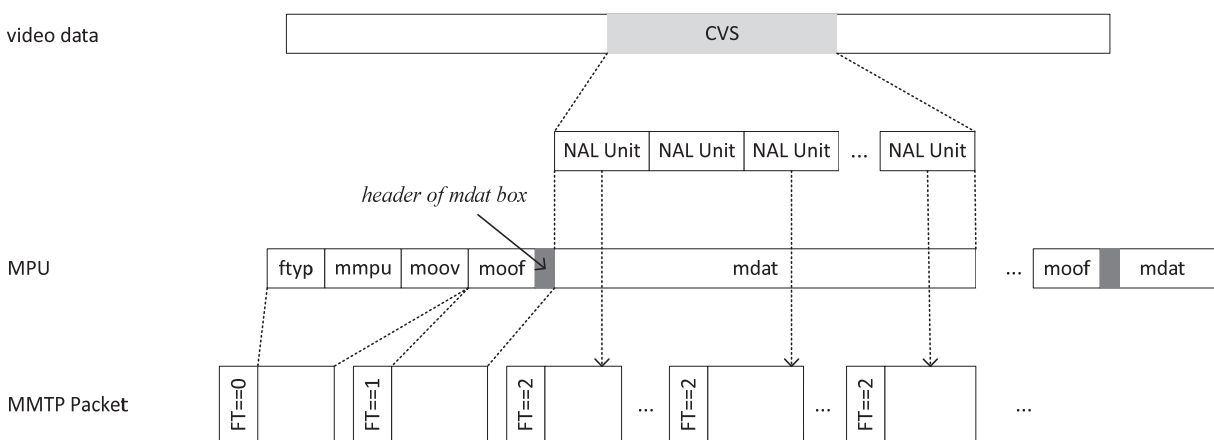 video data
CVS
NAL Unit NAL Unit NAL Unit ... NAL Unit
header of mdat box
MPU
ftyp mmpu moov moof mdat ... moof mdat
MMTP Packet
FT==0 FT==1 FT==2 ... FT==2 ... FT==2 ...